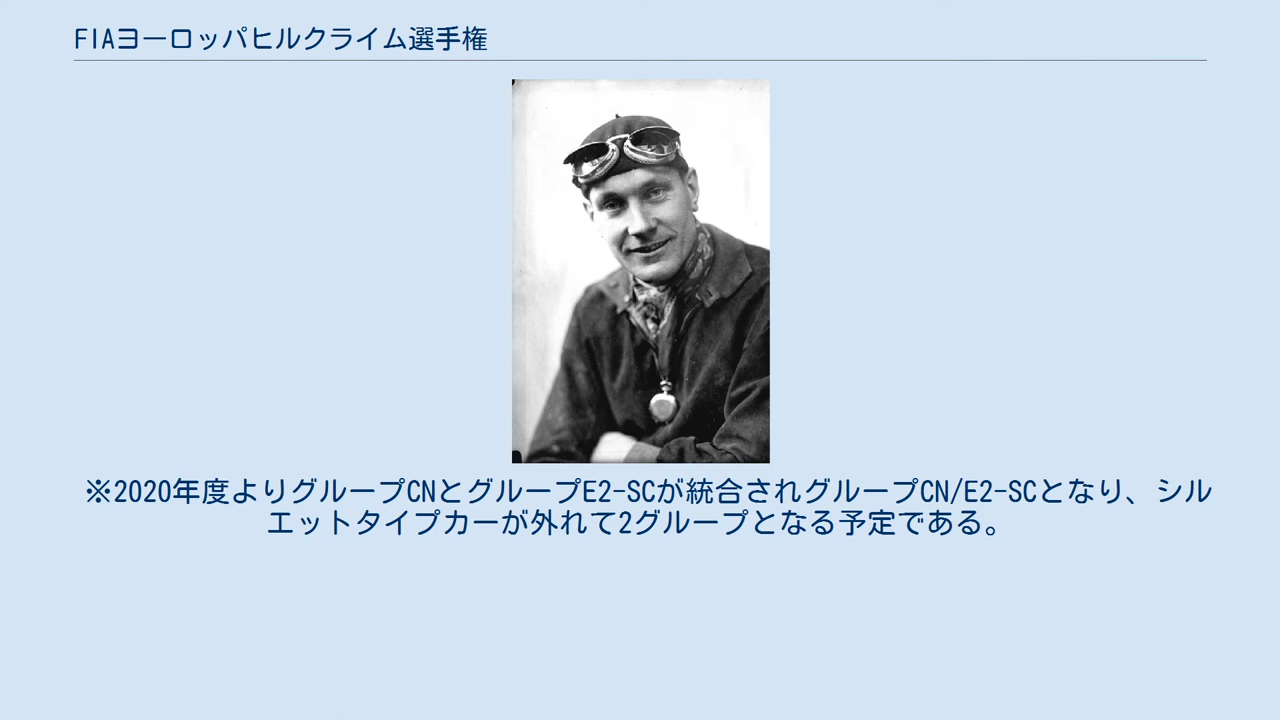 FIAヨーロッパヒルクライム選手権
※2020年度よりグループCNとグループE2-SCが統合されグループCN/E2-SCとなり、シル
エットタイプカーが外れて2グループとなる予定である。